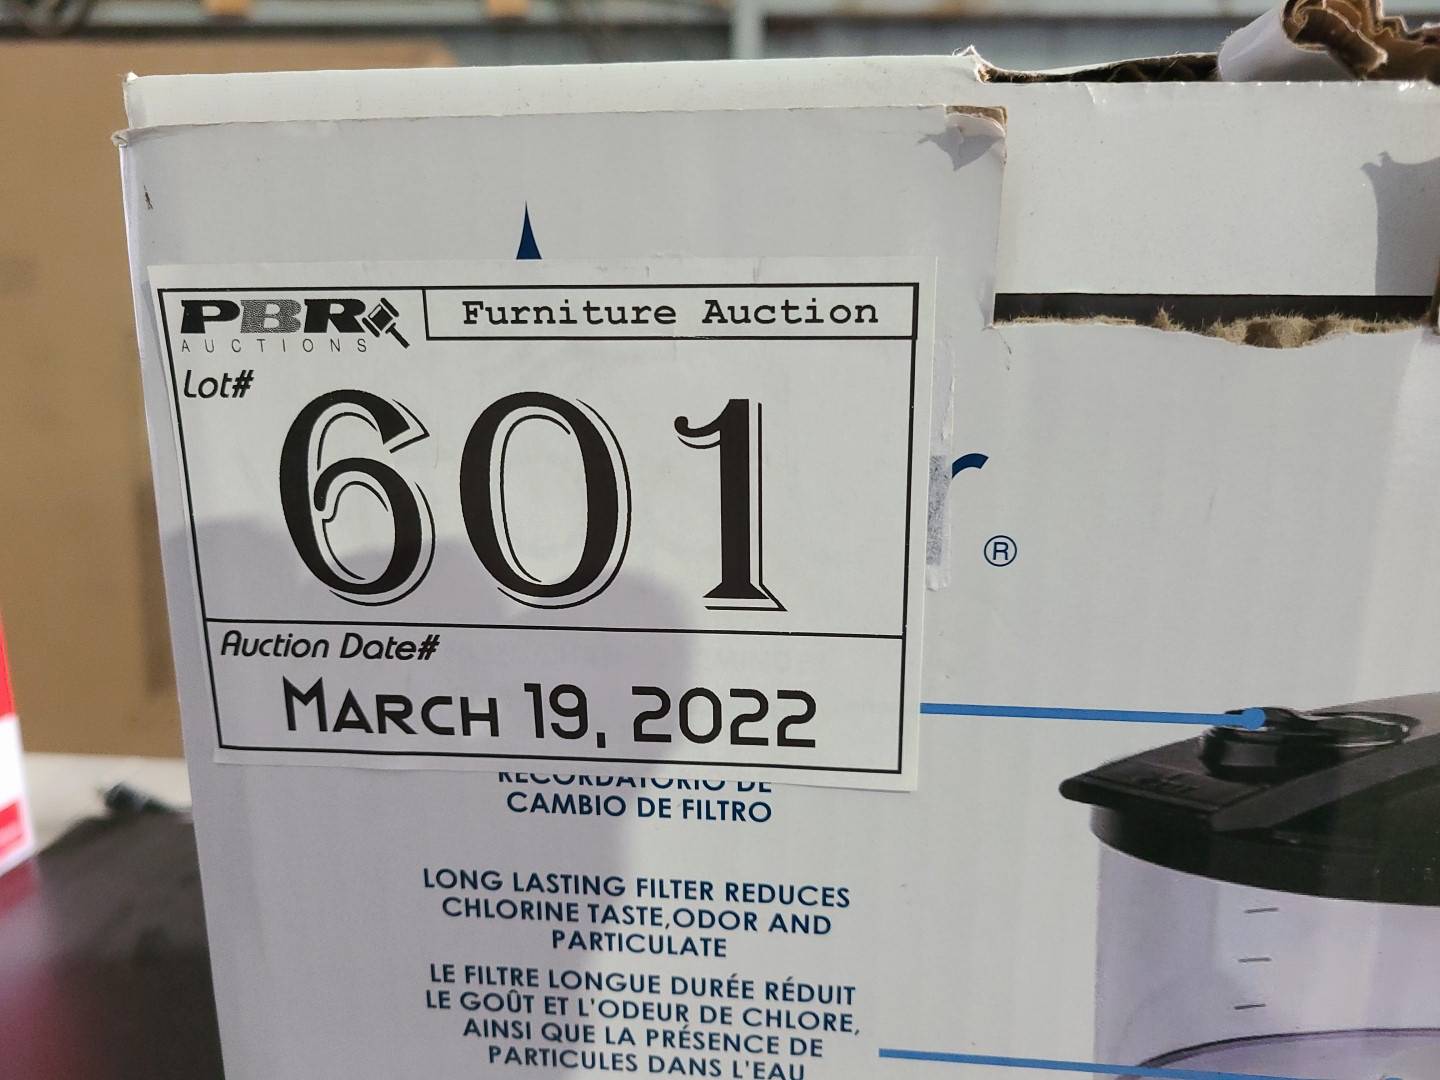 PBR
AUCTIONS
Furniture Auction
Lot#
601
Auction Date#
MARCH 19, 2022
r
®
RECORDATORIO DE
CAMBIO DE FILTRO
LONG LASTING FILTER REDUCES
CHLORINE TASTE,ODOR AND
PARTICULATE
LE FILTRE LONGUE DURÉE RÉDUIT
LE GOÛT ET L'ODEUR DE CHLORE,
AINSI QUE LA PRÉSENCE DE
PARTICULES DANS L'EAU